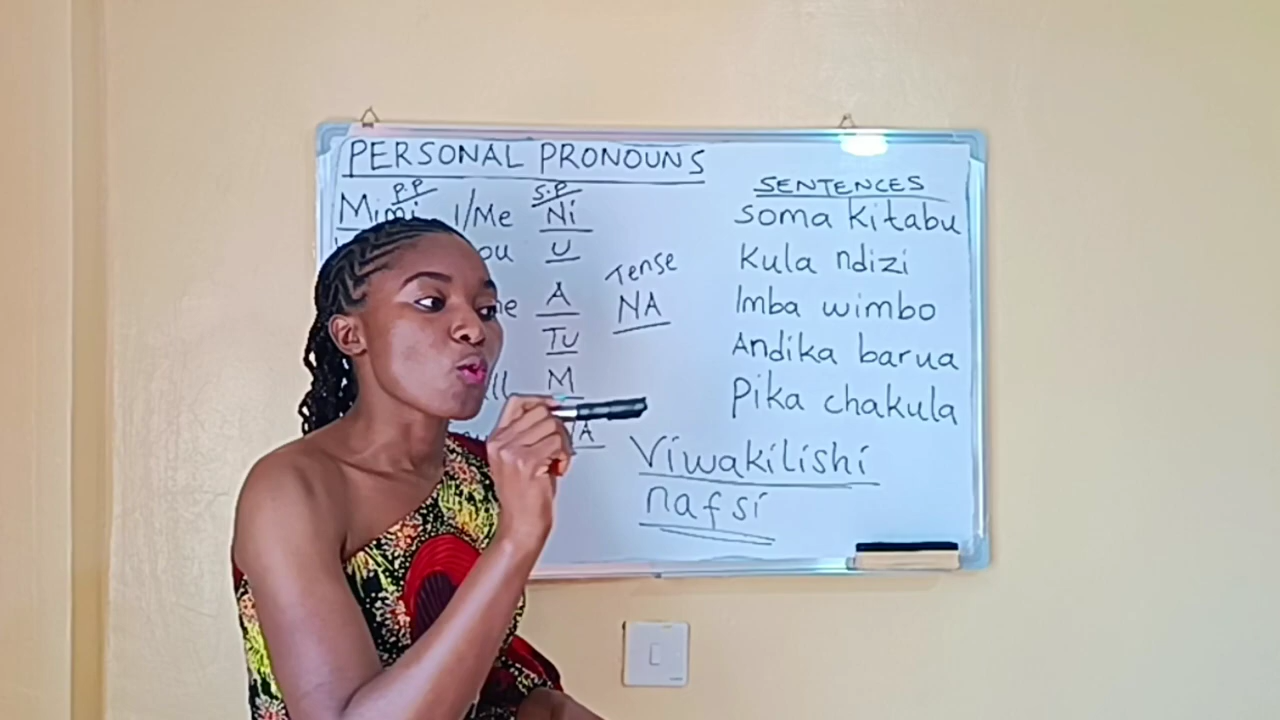 PERSONAL PRONOUNS
P.P S.P
Mimi I/Me Ni
U
A
TU
M
Tense
NA
SENTENCES
Soma kitabu
Kula ndizi
Imba wimbo
Andika barua
Pika chakula
Viwakilishi
nafsi